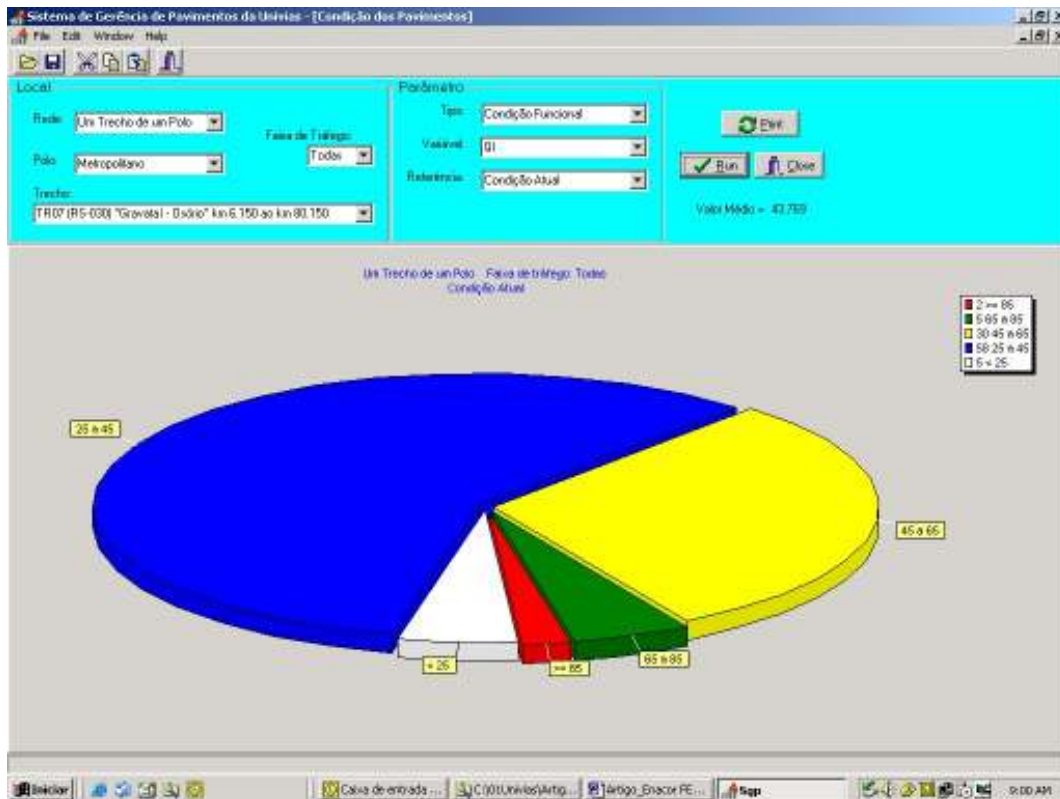 Sistema de Gerência de Pavimentos da Univias - [Condição dos Pavimentos]
File Edit Window Help
Local
Rede: Um Trecho de um Polo
Faixa de Tráfego:
Todas
Polo Metropolitano
Trecho:
TR07 (RS-030) "Gravataí - Osório" km 6.150 ao km 80.150
Parâmetro
Tipo: Condição Funcional
Variável: QI
Referência: Condição Atual
Print
Run
Close
Valor Médio = 43.769
Um Trecho de um Polo Faixa de tráfego: Todas
Condição Atual
2 >= 85
5 65 a 85
30 45 a 65
58 25 a 45
5 < 25
25 a 45
45 a 65
65 a 85
>= 85
< 25
Iniciar
Caixa de entrada ...
C:\01Univias\Artig...
Artigo_Enacor PE...
Sgp
9:00 AM